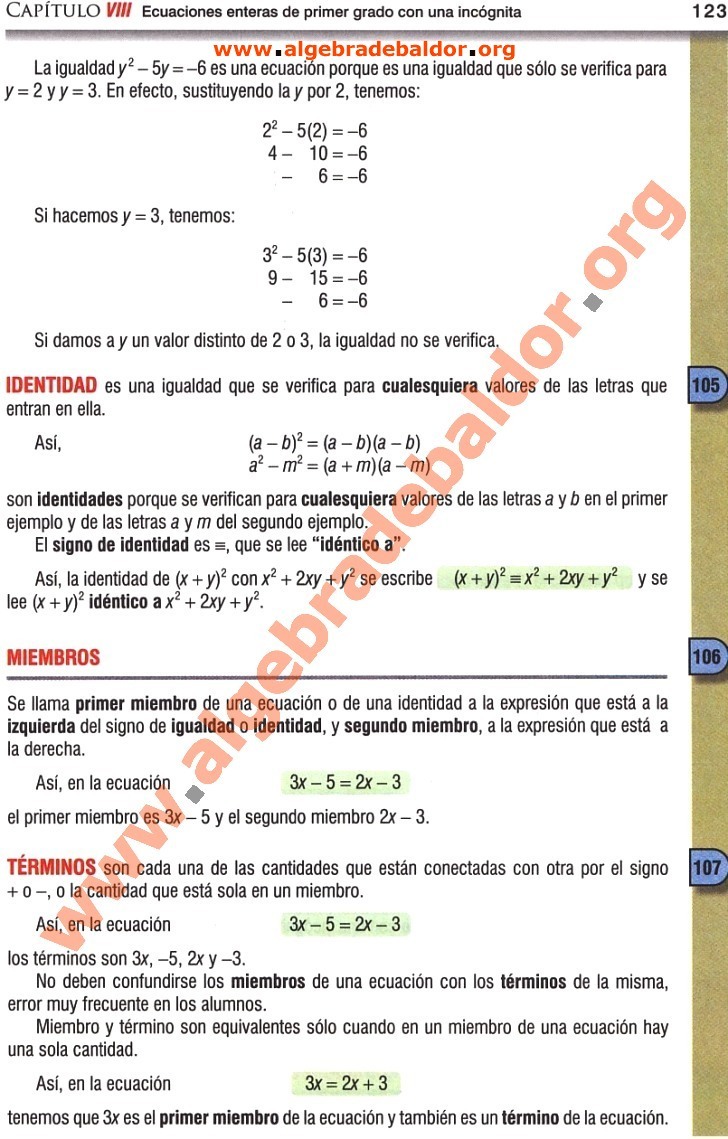 CAPÍTULO VIII Ecuaciones enteras de primer grado con una incógnita 123
www.algebradebaldor.org
La igualdad y² – 5y = –6 es una ecuación porque es una igualdad que sólo se verifica para
y = 2 y y = 3. En efecto, sustituyendo la y por 2, tenemos:
2² – 5(2) = –6
4 – 10 = –6
– 6 = –6
Si hacemos y = 3, tenemos:
3² – 5(3) = –6
9 – 15 = –6
– 6 = –6
Si damos a y un valor distinto de 2 o 3, la igualdad no se verifica.
IDENTIDAD es una igualdad que se verifica para cualesquiera valores de las letras que
entran en ella.
105
Así, (a – b)² = (a – b)(a – b)
a² – m² = (a + m)(a – m)
son identidades porque se verifican para cualesquiera valores de las letras a y b en el primer
ejemplo y de las letras a y m del segundo ejemplo.
El signo de identidad es ≡, que se lee “idéntico a”.
Así, la identidad de (x + y)² con x² + 2xy + y² se escribe (x + y)² ≡ x² + 2xy + y² y se
lee (x + y)² idéntico a x² + 2xy + y².
MIEMBROS
106
Se llama primer miembro de una ecuación o de una identidad a la expresión que está a la
izquierda del signo de igualdad o identidad, y segundo miembro, a la expresión que está a
la derecha.
Así, en la ecuación 3x – 5 = 2x – 3
el primer miembro es 3x – 5 y el segundo miembro 2x – 3.
TÉRMINOS son cada una de las cantidades que están conectadas con otra por el signo
+ o –, o la cantidad que está sola en un miembro.
107
Así, en la ecuación 3x – 5 = 2x – 3
los términos son 3x, –5, 2x y –3.
No deben confundirse los miembros de una ecuación con los términos de la misma,
error muy frecuente en los alumnos.
Miembro y término son equivalentes sólo cuando en un miembro de una ecuación hay
una sola cantidad.
Así, en la ecuación 3x = 2x + 3
tenemos que 3x es el primer miembro de la ecuación y también es un término de la ecuación.
www.algebradebaldor.org